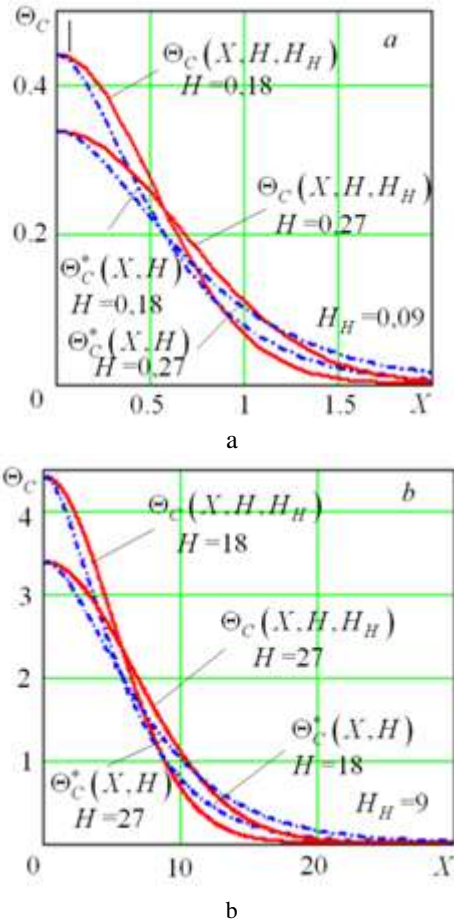 Θ_C
a
Θ_C(X,H,H_H)
H=0,18
0.4
Θ_C(X,H,H_H)
H=0,27
0.2
Θ*_C(X,H)
H=0,18
H_H=0,09
Θ*_C(X,H)
H=0,27
0
0.5
1
1.5
X
a
Θ_C
b
4
Θ_C(X,H,H_H)
H=18
3
Θ_C(X,H,H_H)
H=27
2
Θ*_C(X,H)
H=18
1
Θ*_C(X,H)
H=27
H_H=9
0
10
20
X
b